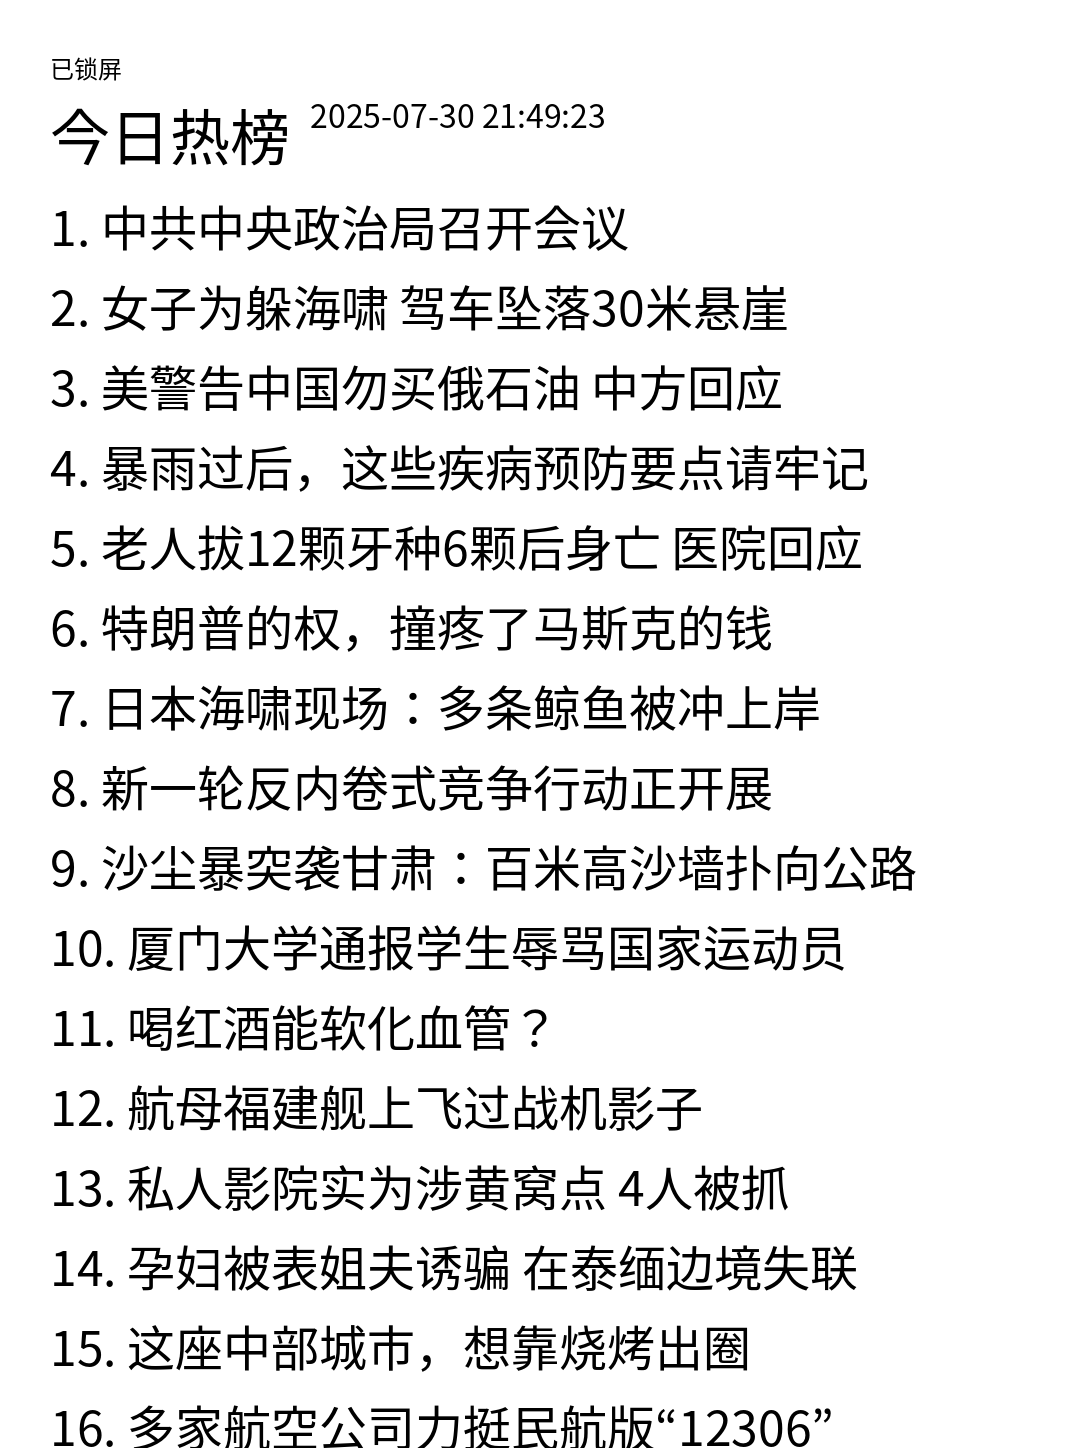 已锁屏
今日热榜 2025-07-30 21:49:23
1. 中共中央政治局召开会议
2. 女子为躲海啸 驾车坠落30米悬崖
3. 美警告中国勿买俄石油 中方回应
4. 暴雨过后，这些疾病预防要点请牢记
5. 老人拔12颗牙种6颗后身亡 医院回应
6. 特朗普的权，撞疼了马斯克的钱
7. 日本海啸现场：多条鲸鱼被冲上岸
8. 新一轮反内卷式竞争行动正开展
9. 沙尘暴突袭甘肃：百米高沙墙扑向公路
10. 厦门大学通报学生辱骂国家运动员
11. 喝红酒能软化血管？
12. 航母福建舰上飞过战机影子
13. 私人影院实为涉黄窝点 4人被抓
14. 孕妇被表姐夫诱骗 在泰缅边境失联
15. 这座中部城市，想靠烧烤出圈
16. 多家航空公司力挺民航版“12306”